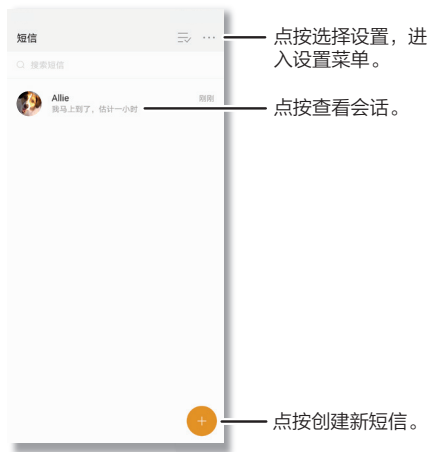 短信
搜索短信
Allie
刚刚
我马上到了，估计一小时
点按选择设置，进
入设置菜单。
点按查看会话。
点按创建新短信。